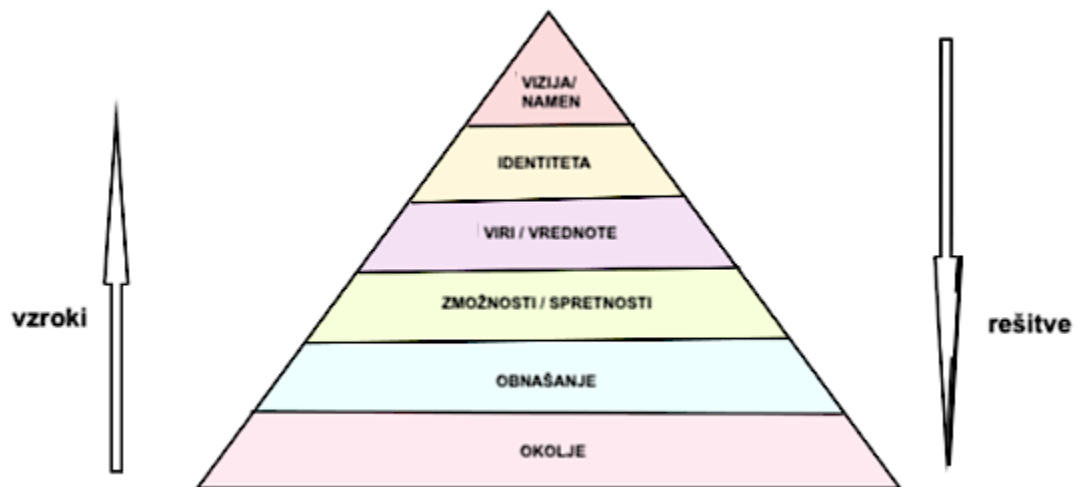 VIZIJA/
NAMEN
IDENTITETA
VIRI / VREDNOTE
ZMOŽNOSTI / SPRETNOSTI
vzroki
rešitve
OBNAŠANJE
OKOLJE